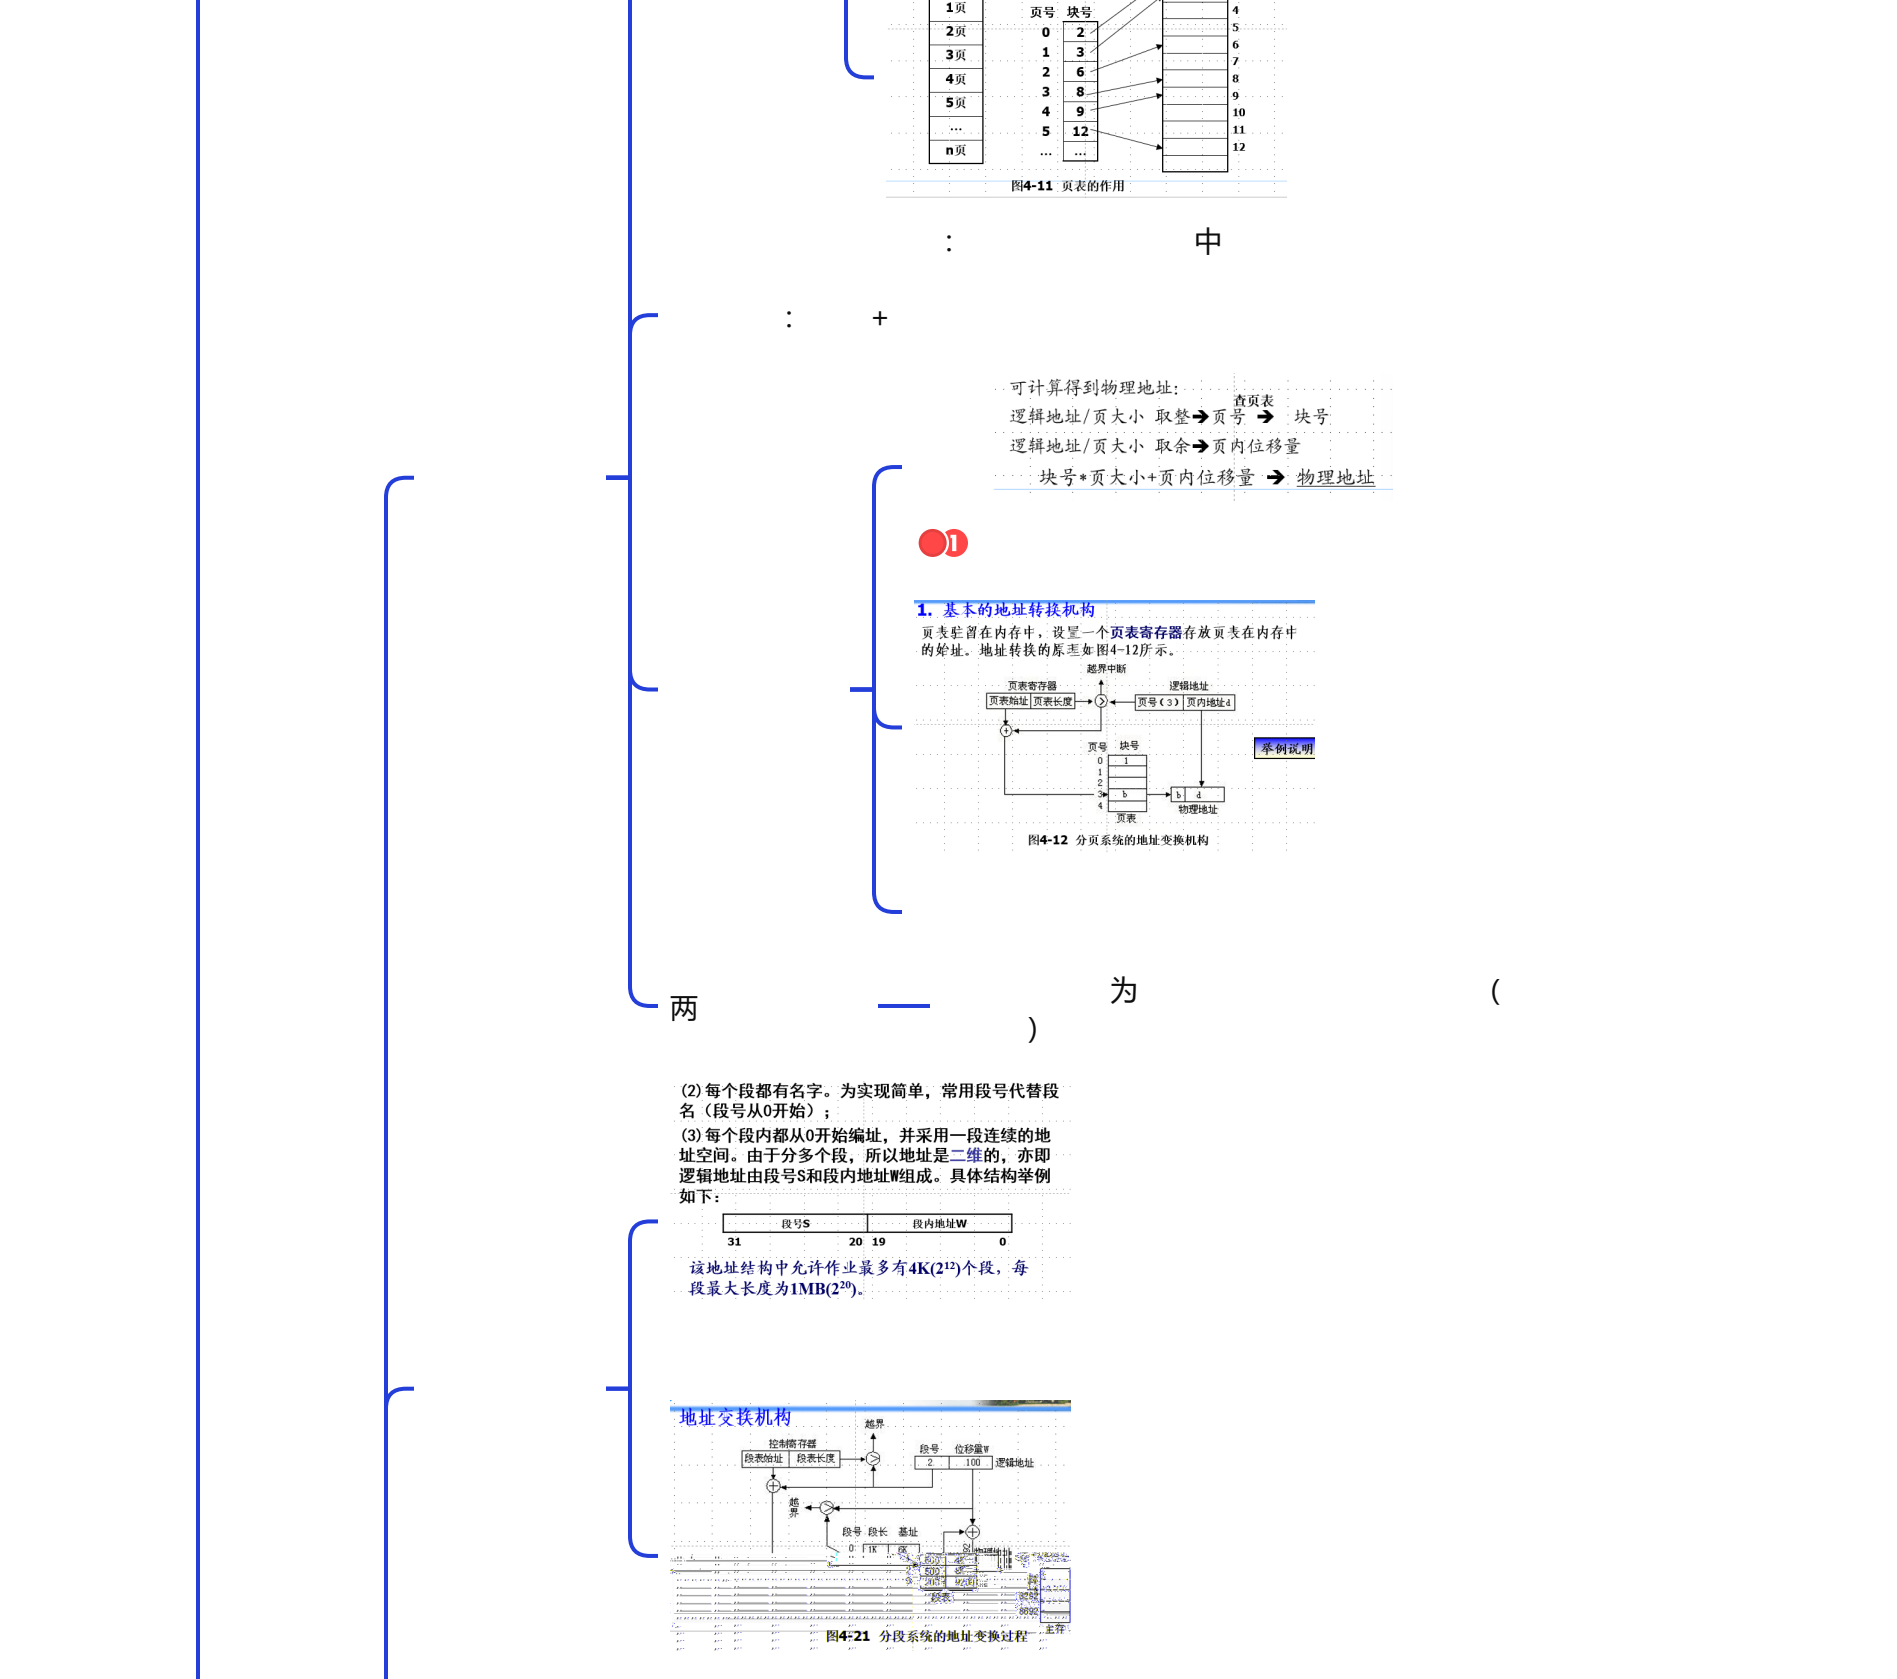 1页
2页
3页
4页
5页
...
n页
页号 块号
0 2
1 3
2 6
3 8
4 9
5 12
... ...
4
5
6
7
8
9
10
11
12
图4-11 页表的作用
: 中
: +
可计算得到物理地址:
查页表
逻辑地址/页大小 取整➔页号 ➔ 块号
逻辑地址/页大小 取余➔页内位移量
块号*页大小+页内位移量 ➔ 物理地址
1
1. 基本的地址转换机构
页表驻留在内存中，设置一个页表寄存器存放页表在内存中
的始址。地址转换的原理如图4-12所示。
越界中断
页表寄存器 逻辑地址
页表始址 页表长度 > 页号(3) 页内地址d
+
页号 块号
0 1
1
2
3 b
4
b d
物理地址
页表
举例说明
图4-12 分页系统的地址变换机构
为 (
两
)
(2)每个段都有名字。为实现简单，常用段号代替段
名（段号从0开始）；
(3)每个段内都从0开始编址，并采用一段连续的地
址空间。由于分多个段，所以地址是二维的，亦即
逻辑地址由段号S和段内地址W组成。具体结构举例
如下：
段号S 段内地址W
31 20 19 0
该地址结构中允许作业最多有4K(2¹²)个段，每
段最大长度为1MB(2²⁰)。
地址变换机构
越界
控制寄存器
段表始址 段表长度 >
段号 位移量W
2 100 逻辑地址
+
越界 >
段号 段长 基址
+
0 1K 6K
段表
8292
8692
主存
图4-21 分段系统的地址变换过程